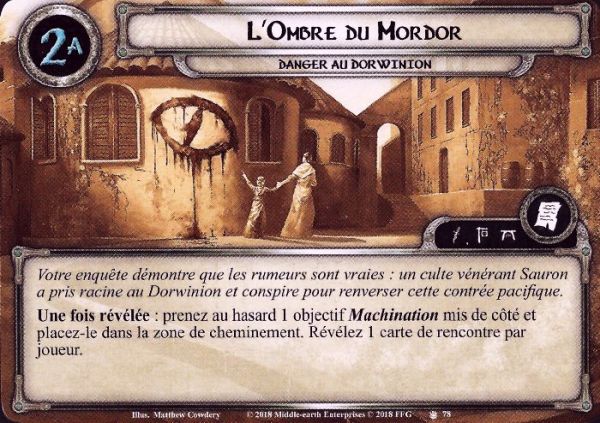 2A
L'Ombre du Mordor
DANGER AU DORWINION
Votre enquête démontre que les rumeurs sont vraies : un culte vénérant Sauron
a pris racine au Dorwinion et conspire pour renverser cette contrée pacifique.
Une fois révélée : prenez au hasard 1 objectif Machination mis de côté et
placez-le dans la zone de cheminement. Révélez 1 carte de rencontre par
joueur.
Illus. Matthew Cowdery © 2018 Middle-earth Enterprises © 2018 FFG 78